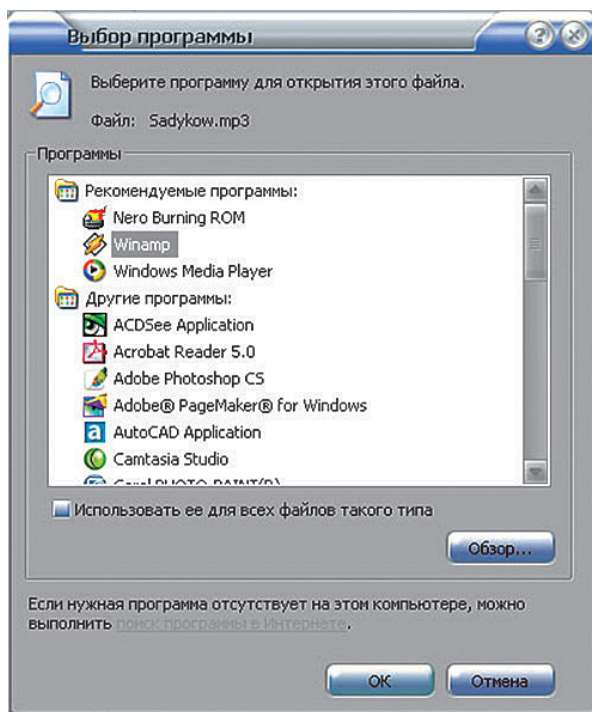 Выбор программы
Выберите программу для открытия этого файла.
Файл: Sadykow.mp3
Программы
Рекомендуемые программы:
Nero Burning ROM
Winamp
Windows Media Player
Другие программы:
ACDSee Application
Acrobat Reader 5.0
Adobe Photoshop CS
Adobe® PageMaker® for Windows
AutoCAD Application
Camtasia Studio
Corel PHOTO-PAINT(R)
Использовать ее для всех файлов такого типа
Обзор...
Если нужная программа отсутствует на этом компьютере, можно
выполнить поиск программы в Интернете.
OK
Отмена